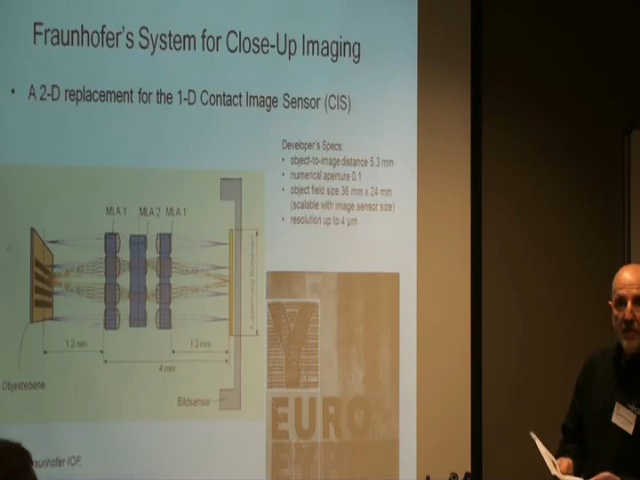 Fraunhofer's System for Close-Up Imaging
• A 2-D replacement for the 1-D Contact Image Sensor (CIS)
Developer's Specs:
• object-to-image distance 5.3 mm
• numerical aperture 0.1
• object field size 36 mm x 24 mm
(scalable with image sensor size)
• resolution up to 4 µm
MLA 1 MLA 2 MLA 1
1.2 mm
1.3 mm
4 mm
Objektebene
Bildsensor
EURO
Fraunhofer IOF,